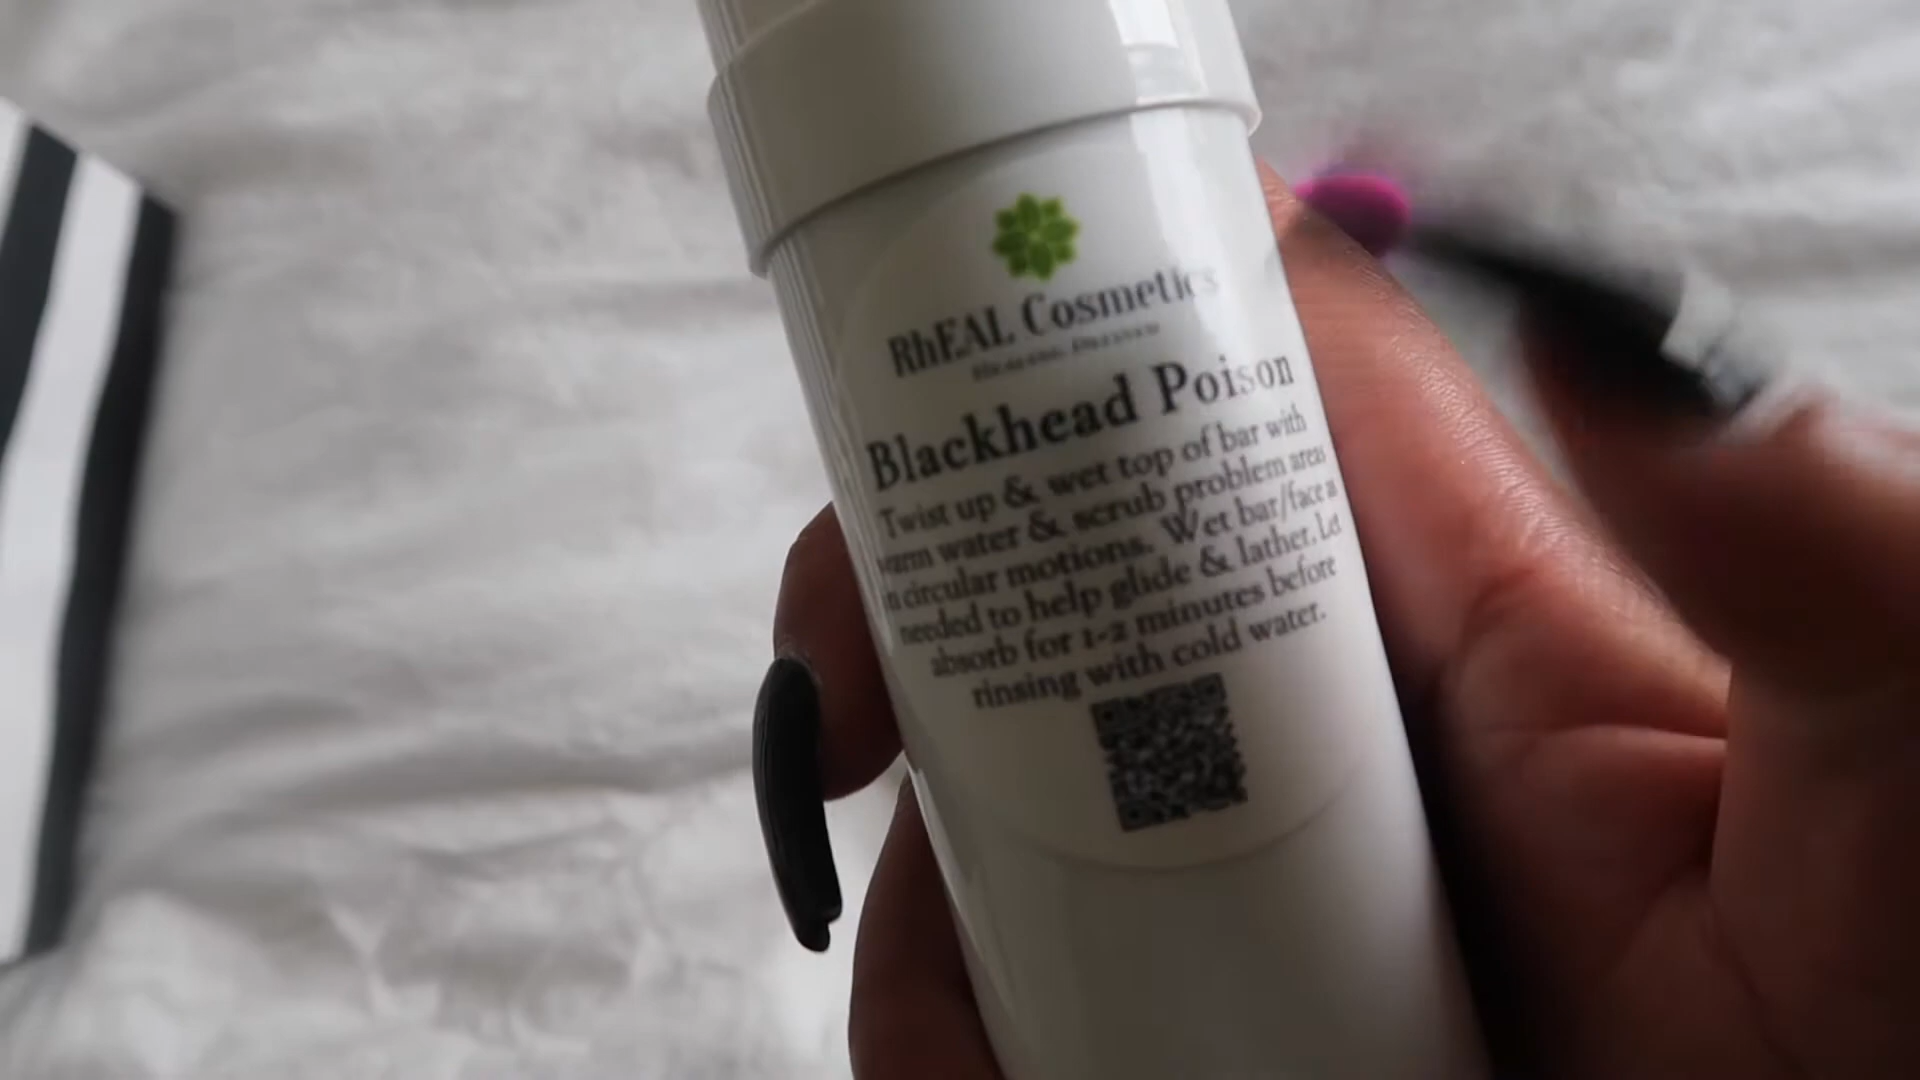 RhEAL Cosmetics
Blackhead Poison
Twist up & wet top of bar with
warm water & scrub problem areas
in circular motions. Wet bar/face as
needed to help glide & lather. Let
absorb for 1-2 minutes before
rinsing with cold water.